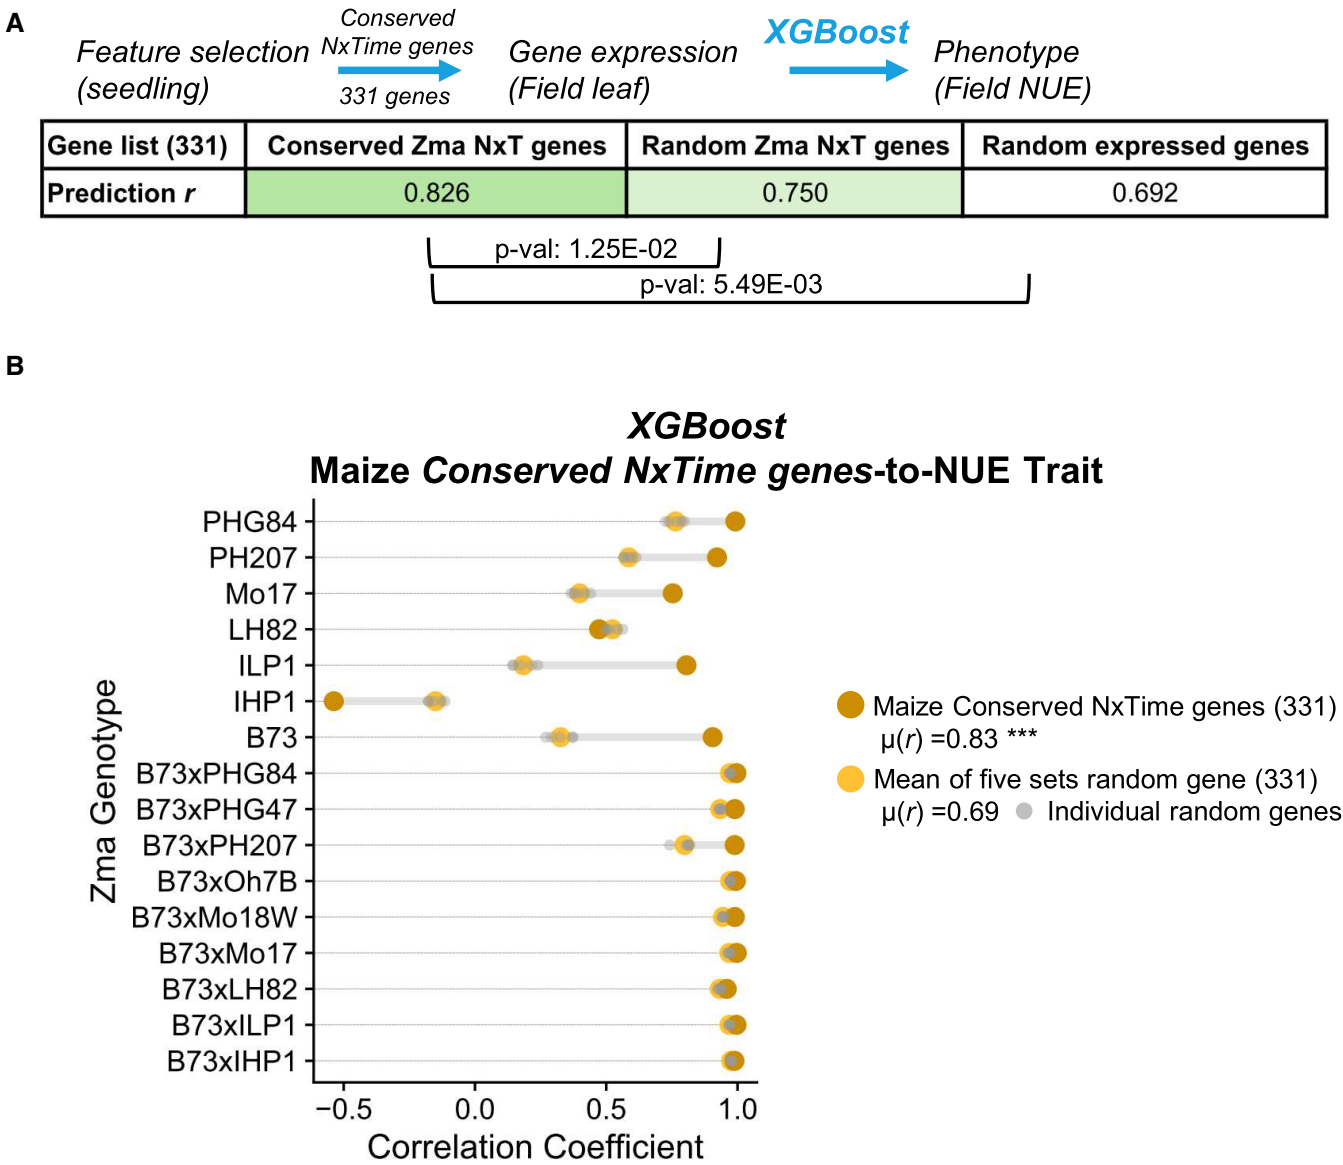 A
Feature selection
(seedling)
Conserved
NxTime genes
331 genes
Gene expression
(Field leaf)
XGBoost
Phenotype
(Field NUE)
Gene list (331) Conserved Zma NxT genes Random Zma NxT genes Random expressed genes
Prediction r 0.826 0.750 0.692
p-val: 1.25E-02
p-val: 5.49E-03
B
XGBoost
Maize Conserved NxTime genes-to-NUE Trait
Zma Genotype
PHG84
PH207
Mo17
LH82
ILP1
IHP1
B73
B73xPHG84
B73xPHG47
B73xPH207
B73xOh7B
B73xMo18W
B73xMo17
B73xLH82
B73xILP1
B73xIHP1
−0.5 0.0 0.5 1.0
Correlation Coefficient
Maize Conserved NxTime genes (331)
μ(r) =0.83 ***
Mean of five sets random gene (331)
μ(r) =0.69 Individual random genes